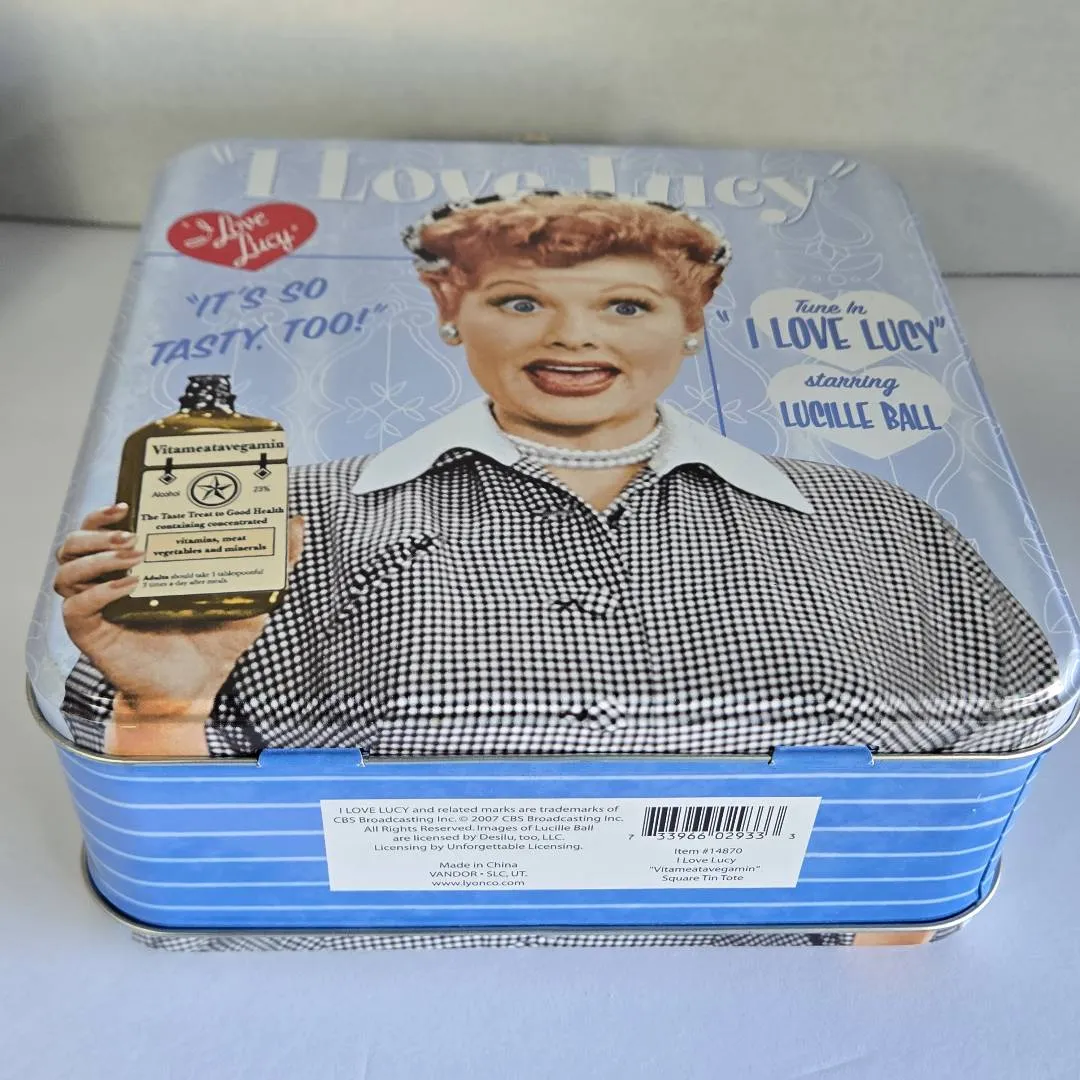 "I Love Lucy"
"I Love
Lucy"
"IT'S SO
TASTY, TOO!"
Tune In
"I LOVE LUCY"
starring
LUCILLE BALL
Vitameatavegamin
Alcohol 23%
The Taste Treat to Good Health
containing concentrated
vitamins, meat
vegetables and minerals
Adults should take 1 tablespoonful
7 times a day after meals
I LOVE LUCY and related marks are trademarks of
CBS Broadcasting Inc. © 2007 CBS Broadcasting Inc.
All Rights Reserved. Images of Lucille Ball
are licensed by Desilu, too, LLC.
Licensing by Unforgettable Licensing.
Made in China
VANDOR • SLC, UT.
www.lyonco.com
7 33966 02933 3
Item #14870
I Love Lucy
"Vitameatavegamin"
Square Tin Tote